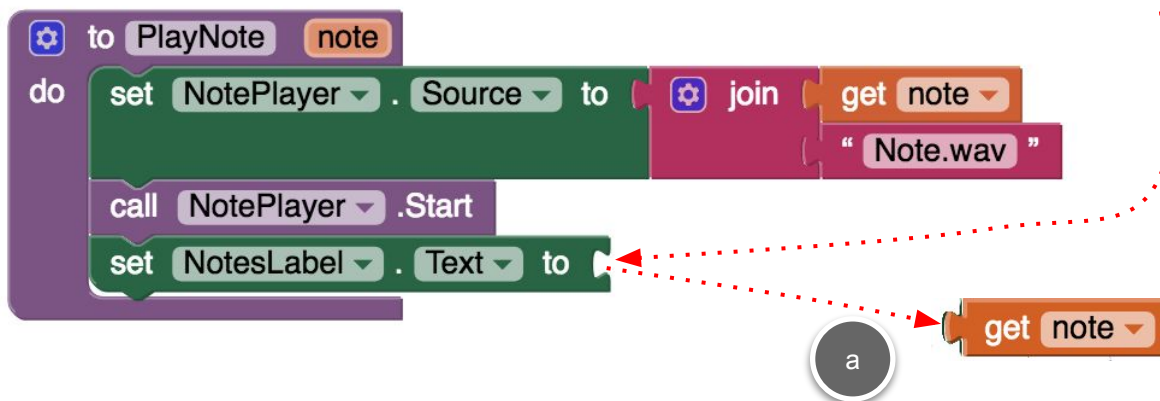 to PlayNote note
do set NotePlayer . Source to join get note
“ Note.wav ”
call NotePlayer .Start
set NotesLabel . Text to
get note
a